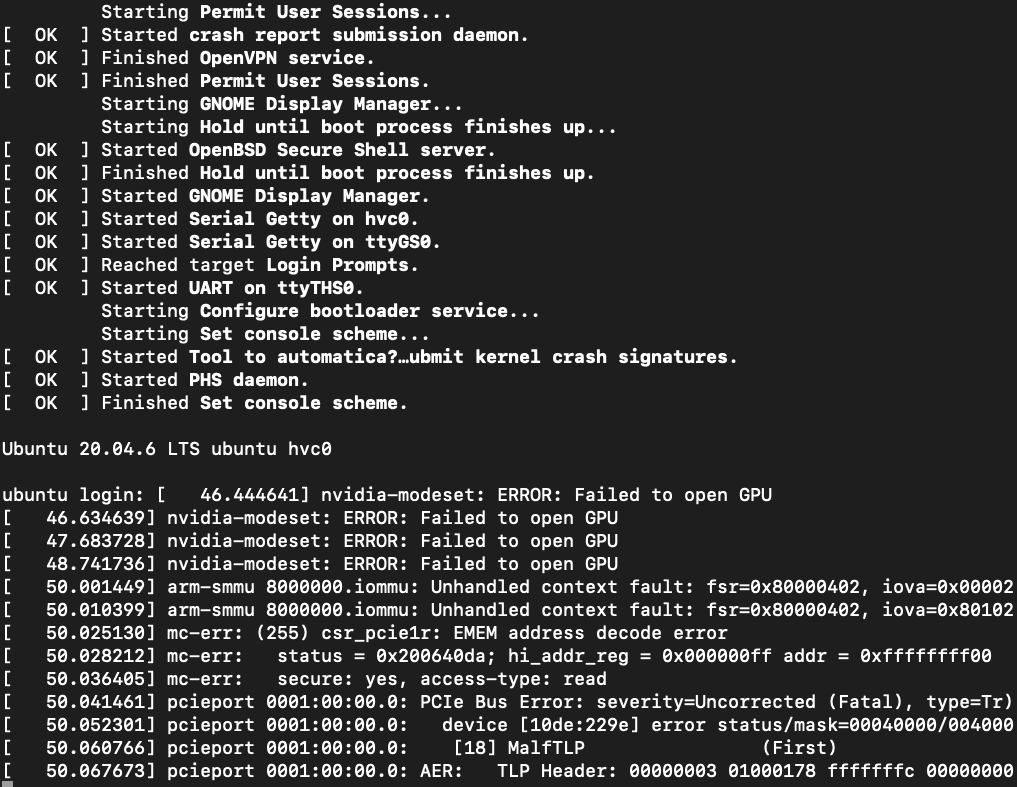 Starting Permit User Sessions...
[  OK  ] Started crash report submission daemon.
[  OK  ] Finished OpenVPN service.
[  OK  ] Finished Permit User Sessions.
         Starting GNOME Display Manager...
         Starting Hold until boot process finishes up...
[  OK  ] Started OpenBSD Secure Shell server.
[  OK  ] Finished Hold until boot process finishes up.
[  OK  ] Started GNOME Display Manager.
[  OK  ] Started Serial Getty on hvc0.
[  OK  ] Started Serial Getty on ttyGS0.
[  OK  ] Reached target Login Prompts.
[  OK  ] Started UART on ttyTHS0.
         Starting Configure bootloader service...
         Starting Set console scheme...
[  OK  ] Started Tool to automatica?…ubmit kernel crash signatures.
[  OK  ] Started PHS daemon.
[  OK  ] Finished Set console scheme.
Ubuntu 20.04.6 LTS ubuntu hvc0
ubuntu login: [   46.444641] nvidia-modeset: ERROR: Failed to open GPU
[   46.634639] nvidia-modeset: ERROR: Failed to open GPU
[   47.683728] nvidia-modeset: ERROR: Failed to open GPU
[   48.741736] nvidia-modeset: ERROR: Failed to open GPU
[   50.001449] arm-smmu 8000000.iommu: Unhandled context fault: fsr=0x80000402, iova=0x00002
[   50.010399] arm-smmu 8000000.iommu: Unhandled context fault: fsr=0x80000402, iova=0x80102
[   50.025130] mc-err: (255) csr_pcie1r: EMEM address decode error
[   50.028212] mc-err:   status = 0x200640da; hi_addr_reg = 0x000000ff addr = 0xffffffff00
[   50.036405] mc-err:   secure: yes, access-type: read
[   50.041461] pcieport 0001:00:00.0: PCIe Bus Error: severity=Uncorrected (Fatal), type=Tr)
[   50.052301] pcieport 0001:00:00.0:   device [10de:229e] error status/mask=00040000/004000
[   50.060766] pcieport 0001:00:00.0:    [18] MalfTLP                (First)
[   50.067673] pcieport 0001:00:00.0: AER:   TLP Header: 00000003 01000178 fffffffc 00000000